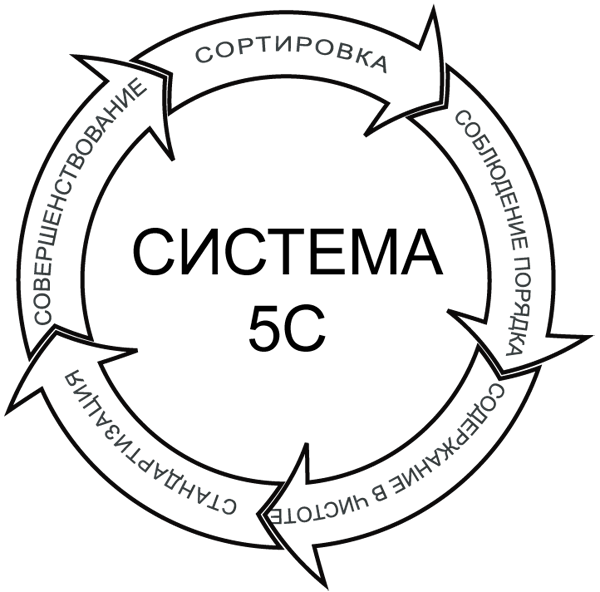 СОРТИРОВКА
СОБЛЮДЕНИЕ ПОРЯДКА
СОДЕРЖАНИЕ В ЧИСТОТЕ
СТАНДАРТИЗАЦИЯ
СОВЕРШЕНСТВОВАНИЕ
СИСТЕМА
5С